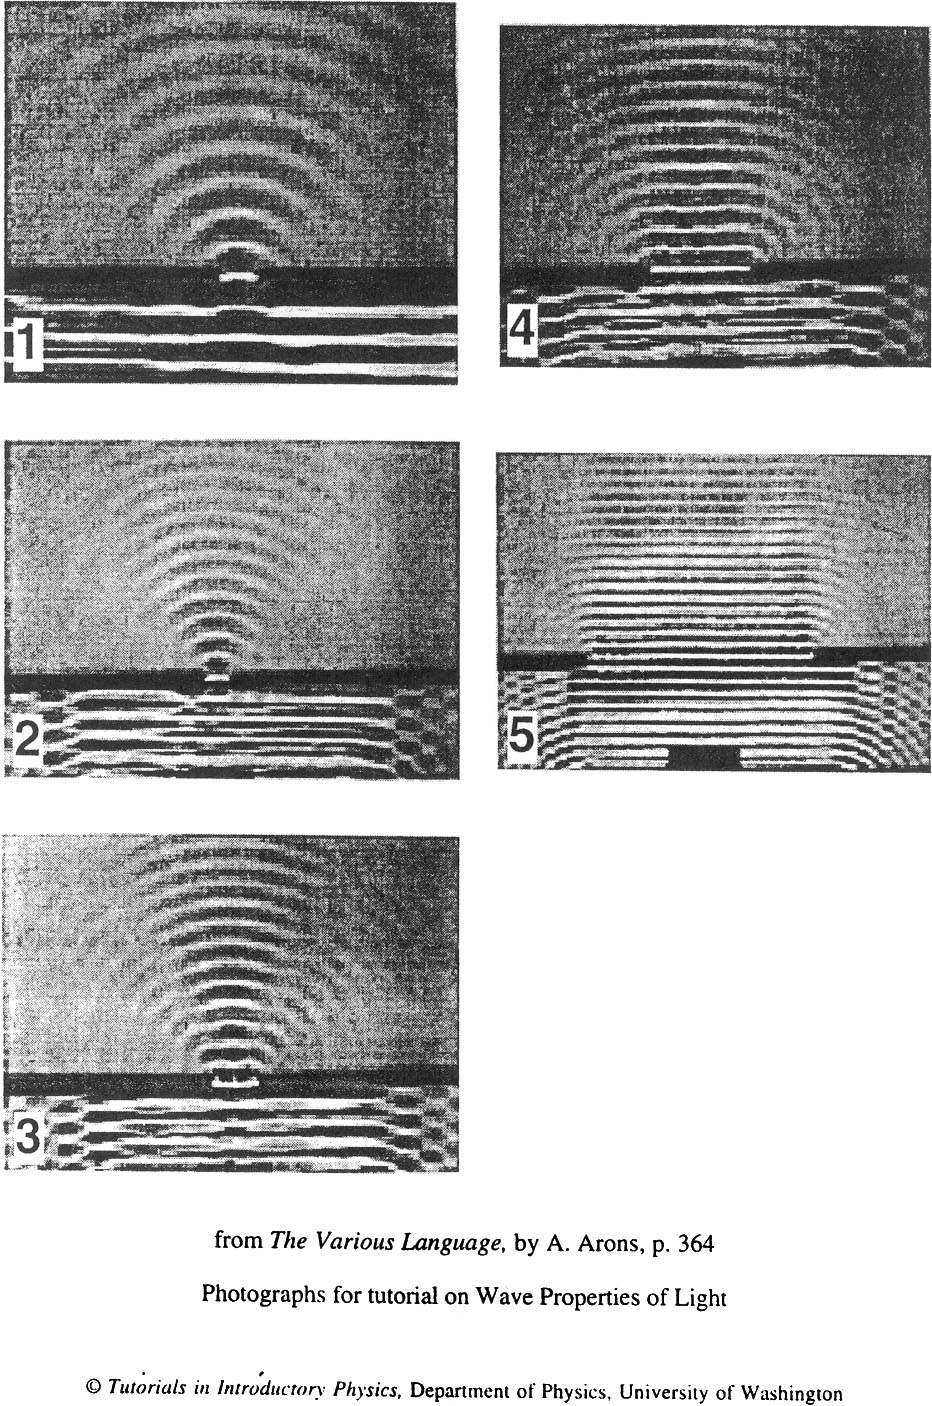 1
4
2
5
3
from The Various Language, by A. Arons, p. 364
Photographs for tutorial on Wave Properties of Light
© Tutorials in Introductory Physics, Department of Physics, University of Washington